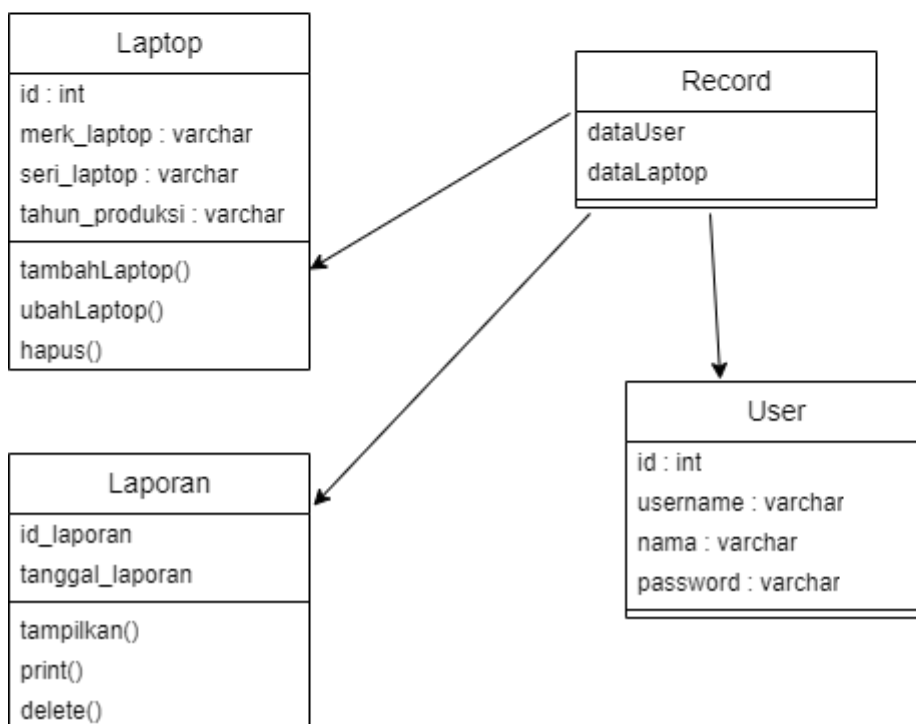 Laptop
id : int
merk_laptop : varchar
seri_laptop : varchar
tahun_produksi : varchar
tambahLaptop()
ubahLaptop()
hapus()
Record
dataUser
dataLaptop
Laporan
id_laporan
tanggal_laporan
tampilkan()
print()
delete()
User
id : int
username : varchar
nama : varchar
password : varchar